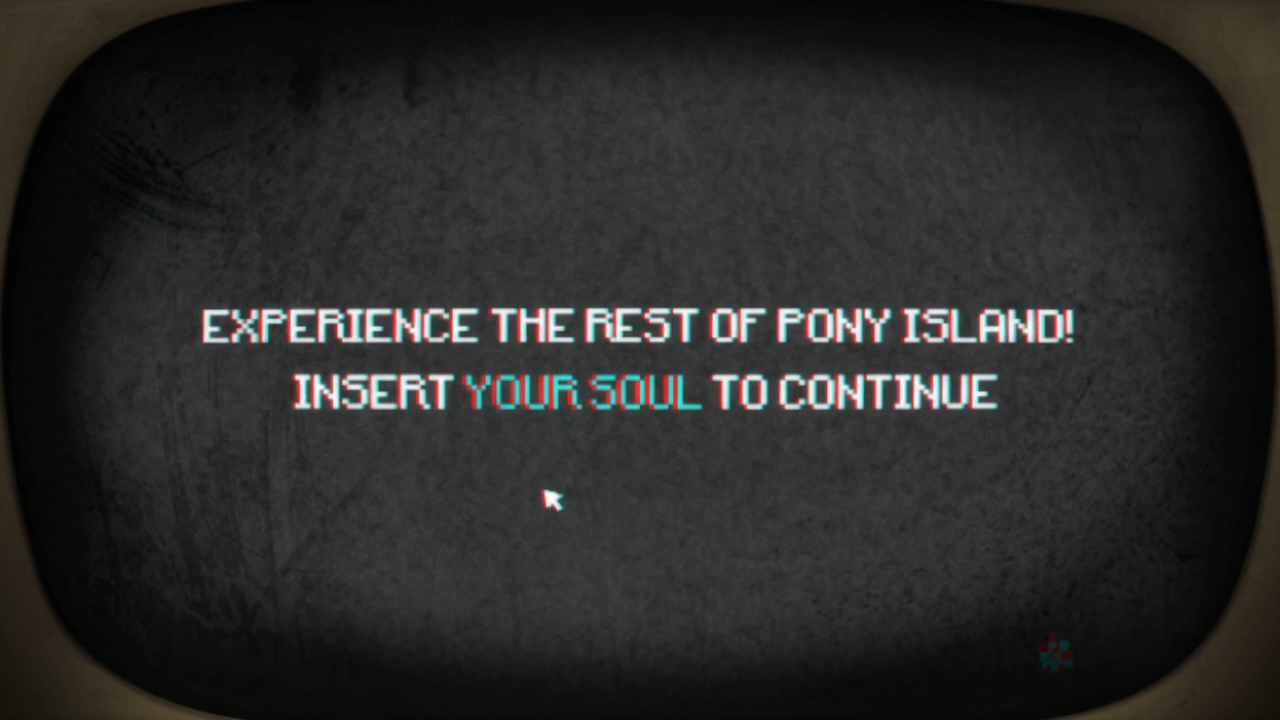 EXPERIENCE THE REST OF PONY ISLAND!
INSERT YOUR SOUL TO CONTINUE